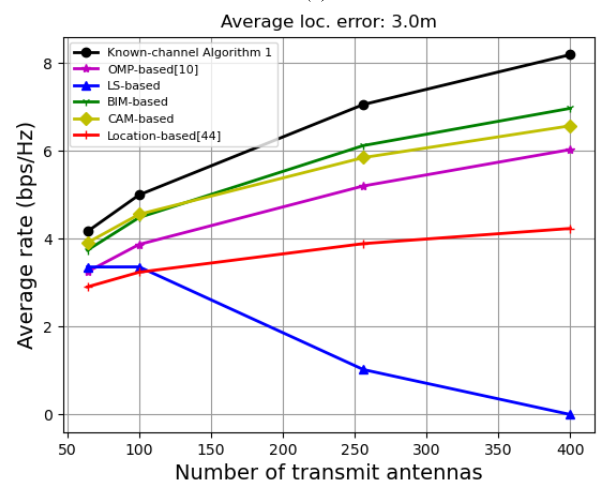 Average loc. error: 3.0m
Known-channel Algorithm 1
OMP-based[10]
LS-based
BIM-based
CAM-based
Location-based[44]
Average rate (bps/Hz)
8
6
4
2
0
50 100 150 200 250 300 350 400
Number of transmit antennas